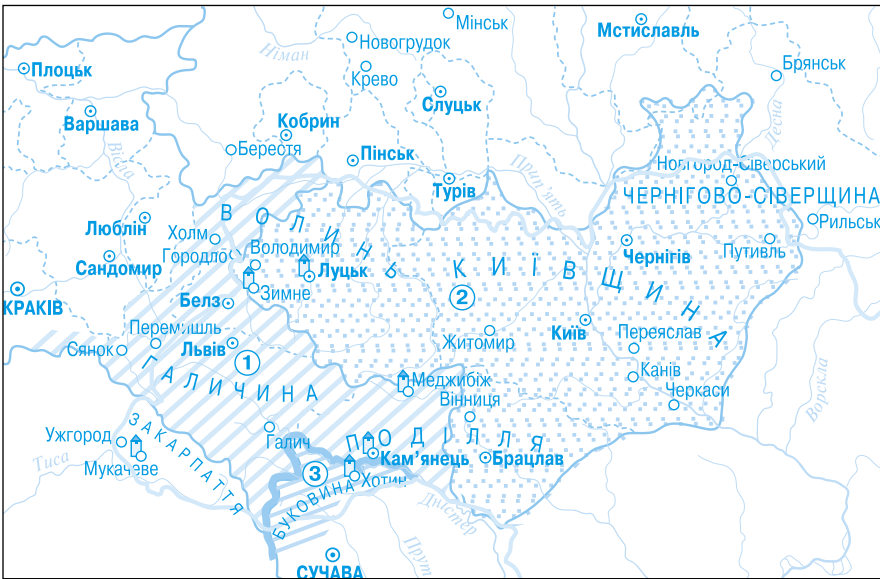 Мінськ
Новогрудок
Мстиславль
Німан
Плоцьк
Крево
Брянськ
Слуцьк
Варшава
Кобрин
Десна
Вісла
Берестя
Пінськ
Прип'ять
Новгород-Сіверський
Турів
ЧЕРНІГОВО-СІВЕРЩИНА
ВОЛИНЬ
Люблін
Холм
Рильськ
Городло
Володимир
Чернігів
Путивль
Сандомир
Луцьк
КИЇВЩИНА
КРАКІВ
Белз
Зимне
2
Перемишль
Житомир
Київ
Переяслав
Сянок
Львів
1
ГАЛИЧИНА
Меджибіж
Канів
Вінниця
Черкаси
Ворскла
ЗАКАРПАТТЯ
Ужгород
Галич
ПОДІЛЛЯ
Тиса
Мукачеве
Кам'янець
Брацлав
3
Хотин
БУКОВИНА
Дністер
Прут
СУЧАВА